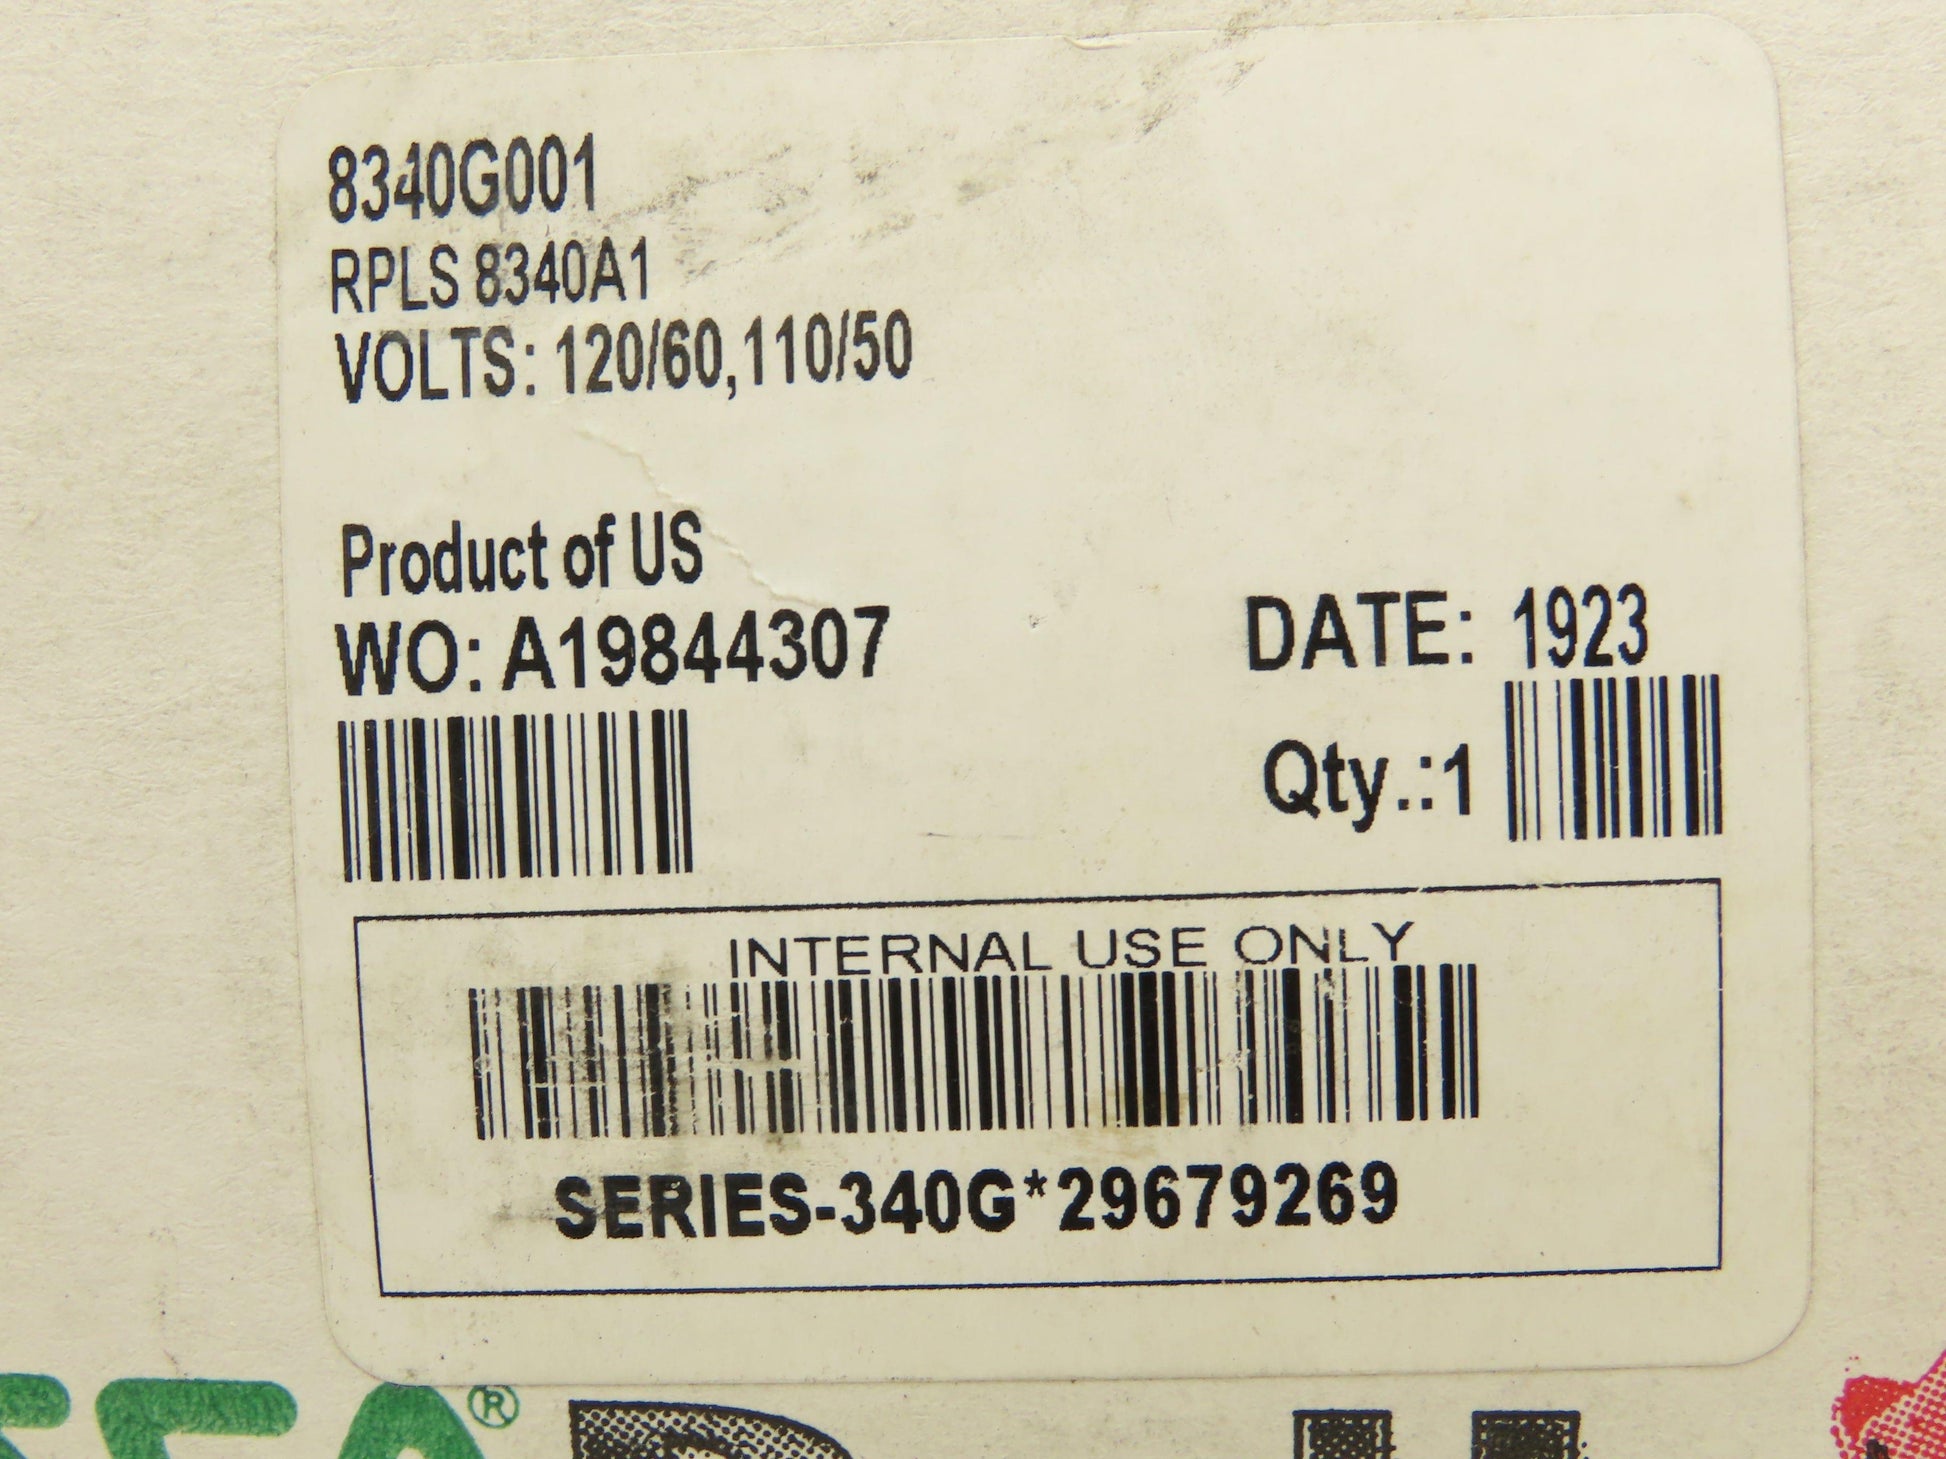 8340G001
RPLS 8340A1
VOLTS: 120/60,110/50
Product of US
WO: A19844307
DATE: 1923
Qty.:1
INTERNAL USE ONLY
SERIES-340G*29679269
®